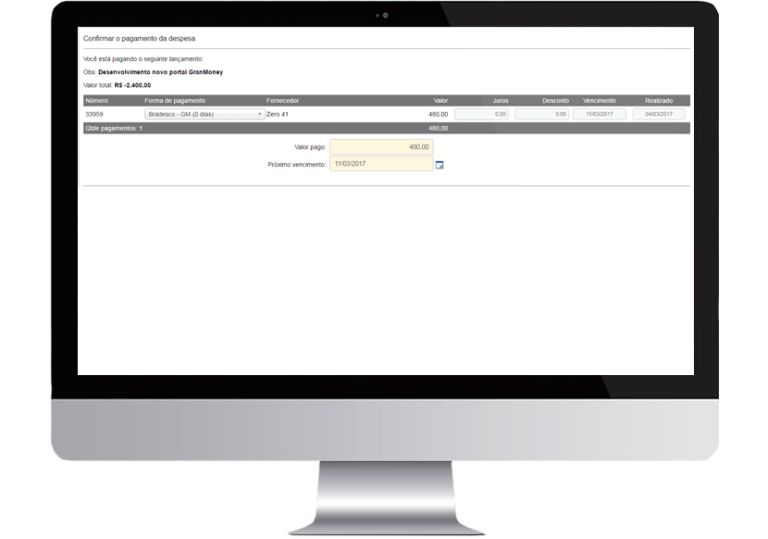 Confirmar o pagamento da despesa
Você está pagando o seguinte lançamento:
Obs: Desenvolvimento novo portal GranMoney
Valor total: R$ -2.400,00
Número Forma de pagamento Fornecedor Valor Juros Desconto Vencimento Realizado
33959 Bradesco - GM (0 dias) Zero 41 480,00 0,00 0,00 15/03/2017 04/03/2017
Qtde pagamentos: 1 480,00
Valor pago: 480,00
Próximo vencimento: 11/03/2017